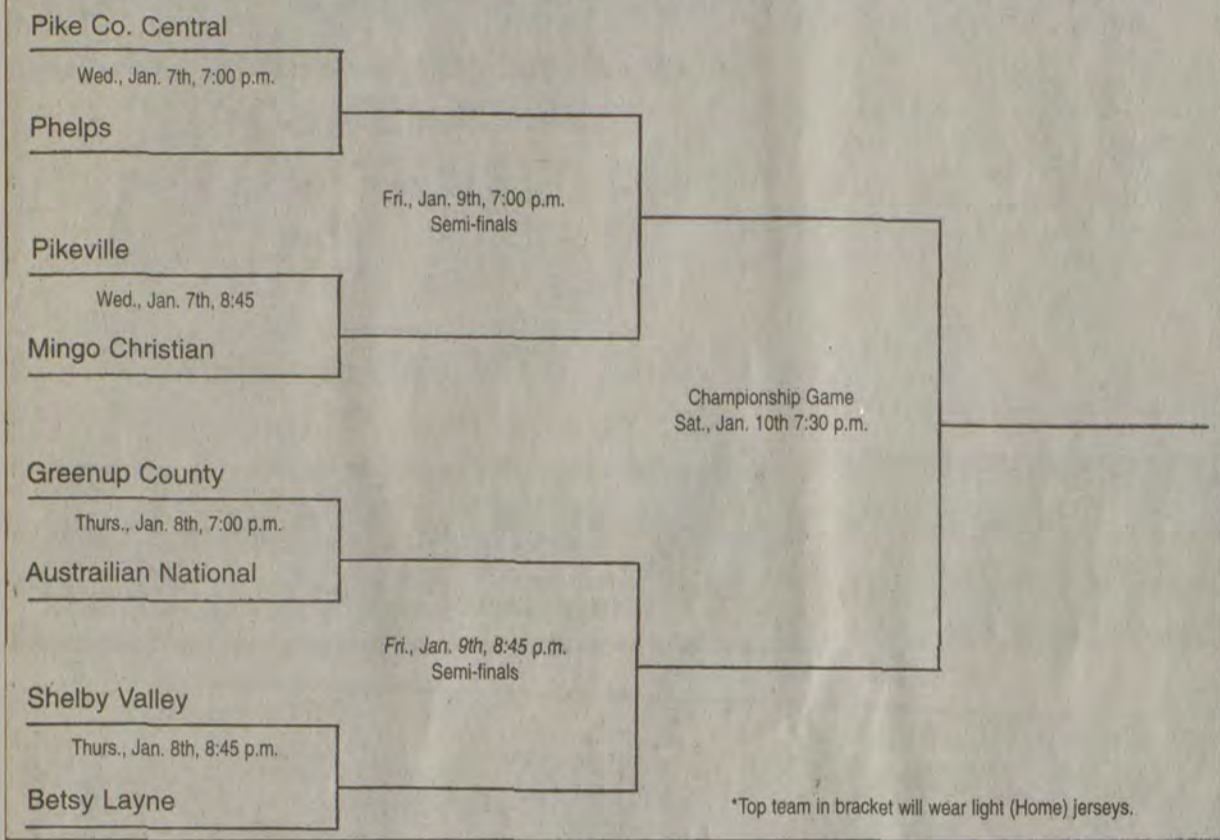 Pike Co. Central
Wed., Jan. 7th, 7:00 p.m.
Phelps
Fri., Jan. 9th, 7:00 p.m.
Semi-finals
Pikeville
Wed., Jan. 7th, 8:45
Mingo Christian
Championship Game
Sat., Jan. 10th 7:30 p.m.
Greenup County
Thurs., Jan. 8th, 7:00 p.m.
Austrailian National
Fri., Jan. 9th, 8:45 p.m.
Semi-finals
Shelby Valley
Thurs., Jan. 8th, 8:45 p.m.
Betsy Layne
*Top team in bracket will wear light (Home) jerseys.